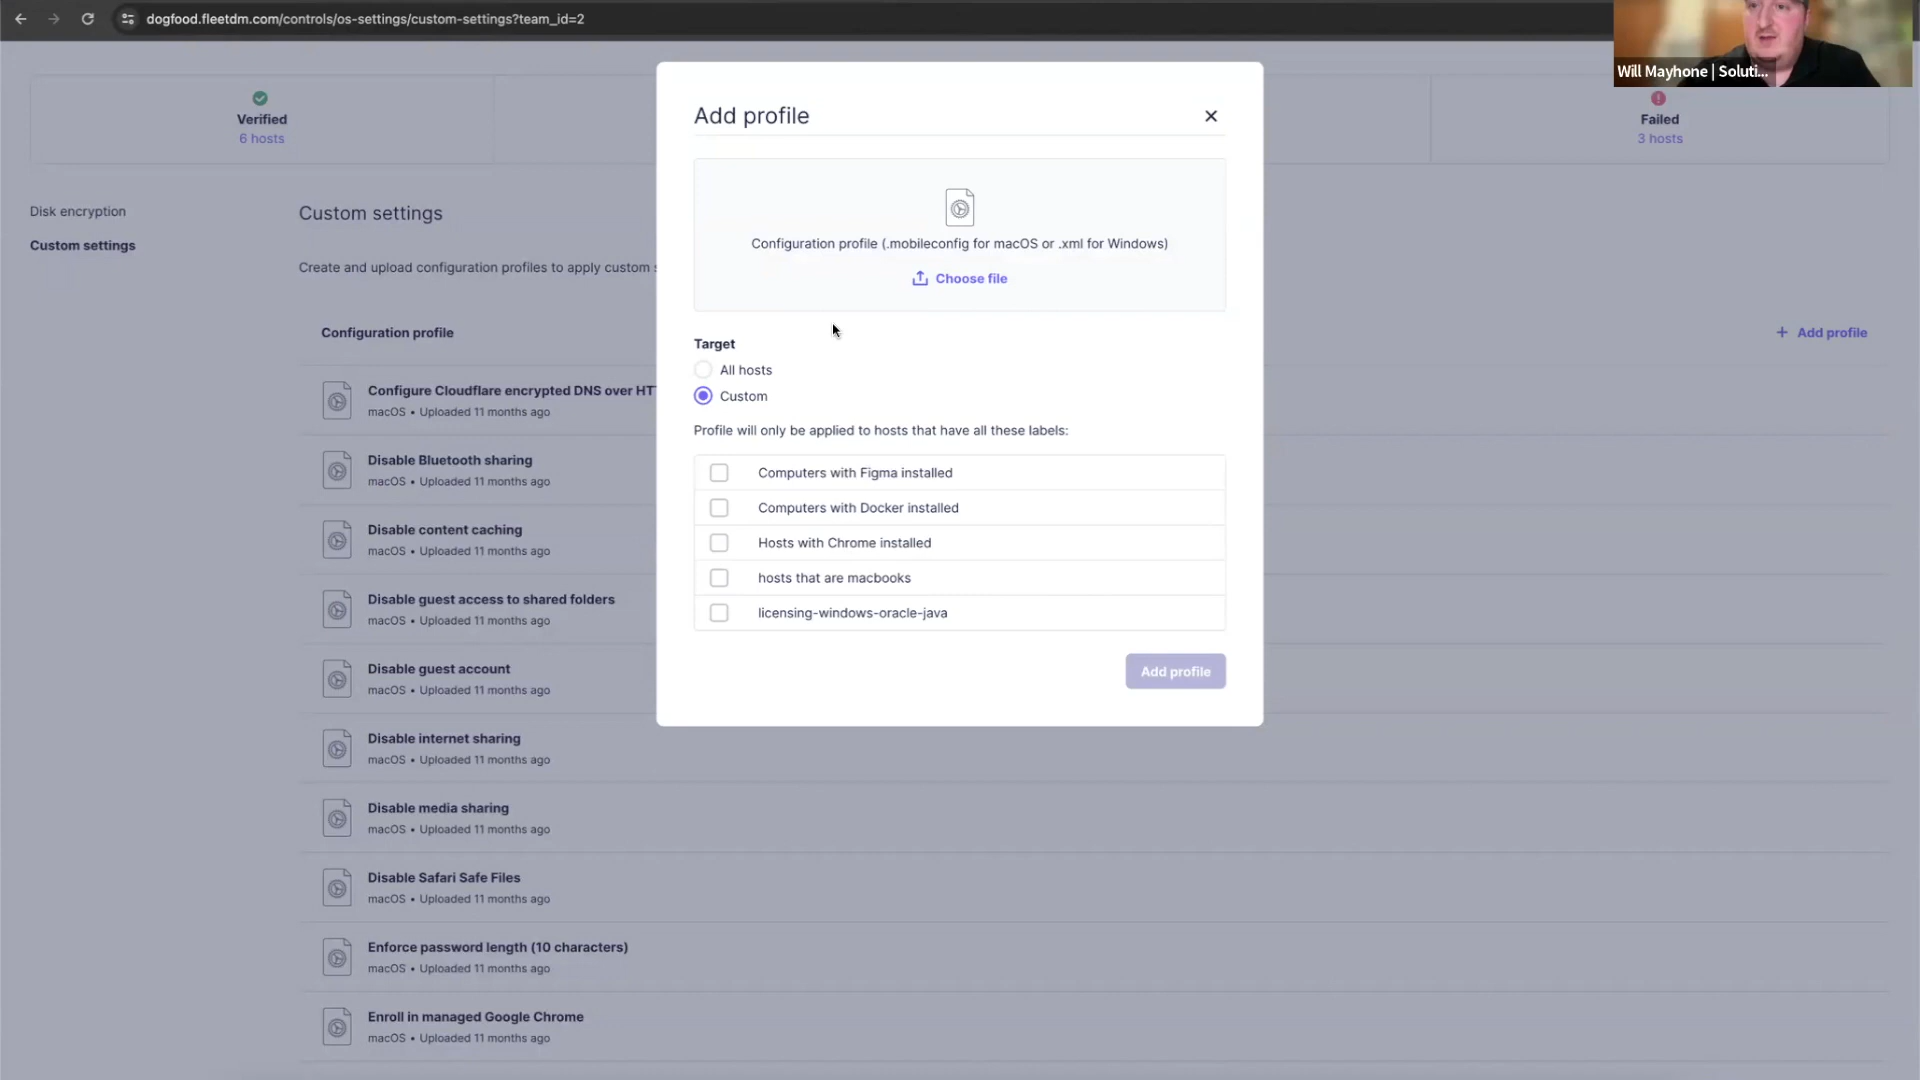 dogfood.fleetdm.com/controls/os-settings/custom-settings?team_id=2
Will Mayhone | Soluti...
Verified
6 hosts
Failed
3 hosts
Disk encryption
Custom settings
Custom settings
Create and upload configuration profiles to apply custom
Configuration profile
+ Add profile
Configure Cloudflare encrypted DNS over HT
macOS • Uploaded 11 months ago
Disable Bluetooth sharing
macOS • Uploaded 11 months ago
Disable content caching
macOS • Uploaded 11 months ago
Disable guest access to shared folders
macOS • Uploaded 11 months ago
Disable guest account
macOS • Uploaded 11 months ago
Disable internet sharing
macOS • Uploaded 11 months ago
Disable media sharing
macOS • Uploaded 11 months ago
Disable Safari Safe Files
macOS • Uploaded 11 months ago
Enforce password length (10 characters)
macOS • Uploaded 11 months ago
Enroll in managed Google Chrome
macOS • Uploaded 11 months ago
Add profile
Configuration profile (.mobileconfig for macOS or .xml for Windows)
Choose file
Target
All hosts
Custom
Profile will only be applied to hosts that have all these labels:
Computers with Figma installed
Computers with Docker installed
Hosts with Chrome installed
hosts that are macbooks
licensing-windows-oracle-java
Add profile